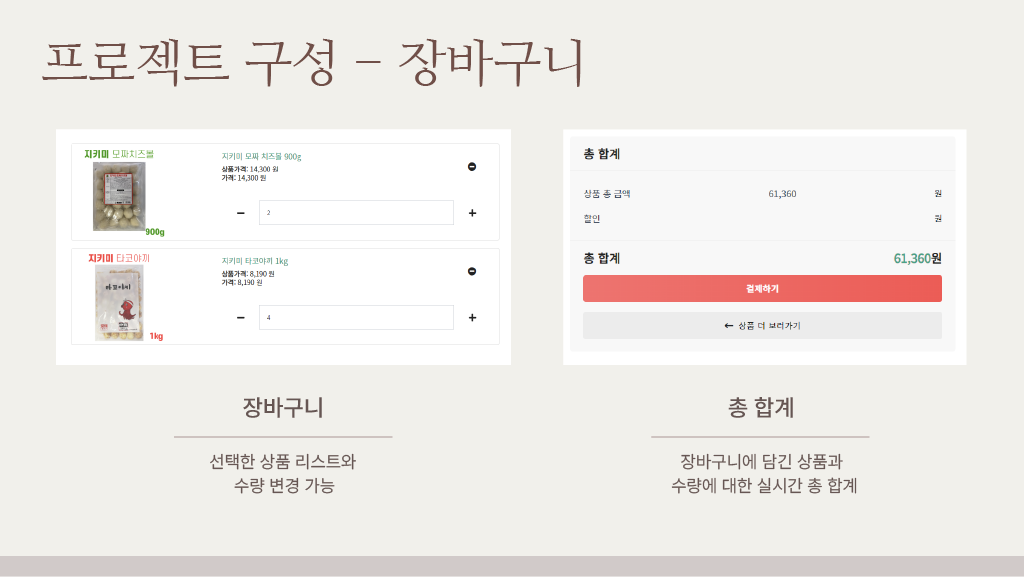 프로젝트 구성 – 장바구니
지키미 모짜치즈볼
900g
지키미 모짜 치즈볼 900g
상품가격: 14,300 원
가격: 14,300 원
2
지키미 타코야끼
타코야끼
1kg
지키미 타코야끼 1kg
상품가격: 8,190 원
가격: 8,190 원
4
총 합계
상품 총 금액 61,360 원
할인 원
총 합계 61,360원
결제하기
← 상품 더 보러가기
장바구니
선택한 상품 리스트와
수량 변경 가능
총 합계
장바구니에 담긴 상품과
수량에 대한 실시간 총 합계